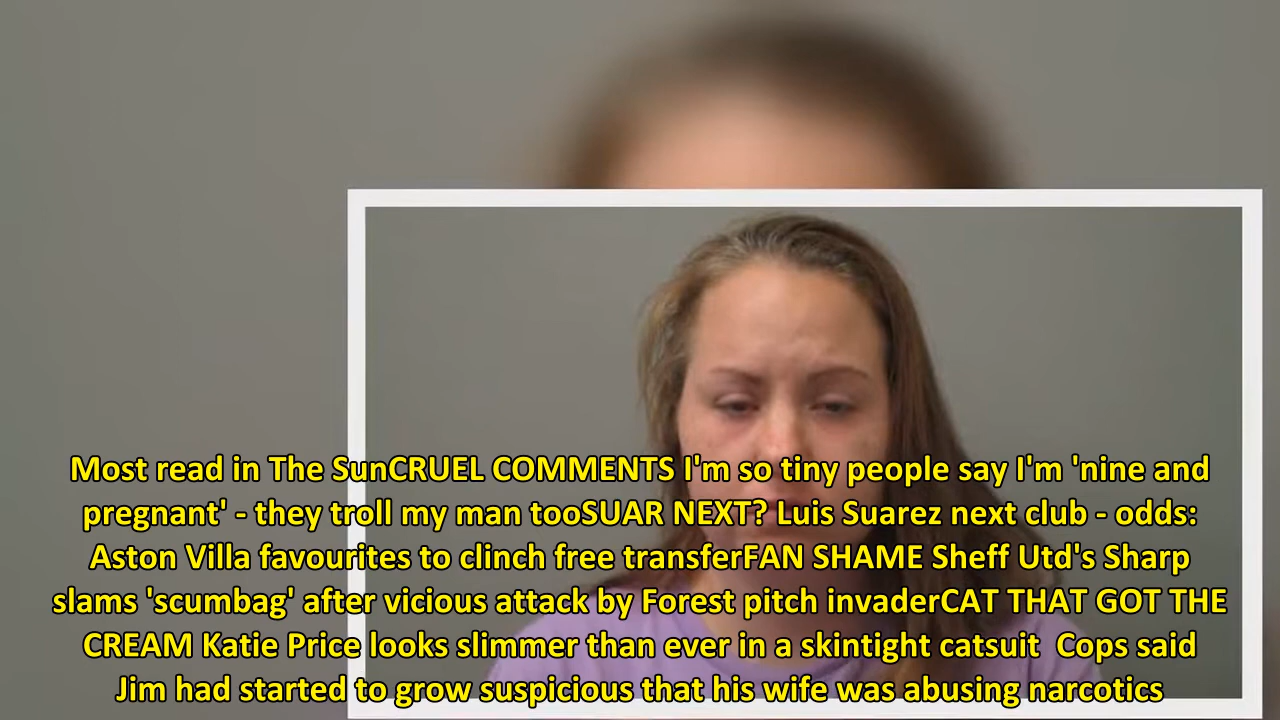 Most read in The SunCRUEL COMMENTS I'm so tiny people say I'm 'nine and
pregnant' - they troll my man tooSUAR NEXT? Luis Suarez next club - odds:
Aston Villa favourites to clinch free transferFAN SHAME Sheff Utd's Sharp
slams 'scumbag' after vicious attack by Forest pitch invaderCAT THAT GOT THE
CREAM Katie Price looks slimmer than ever in a skintight catsuit  Cops said
Jim had started to grow suspicious that his wife was abusing narcotics